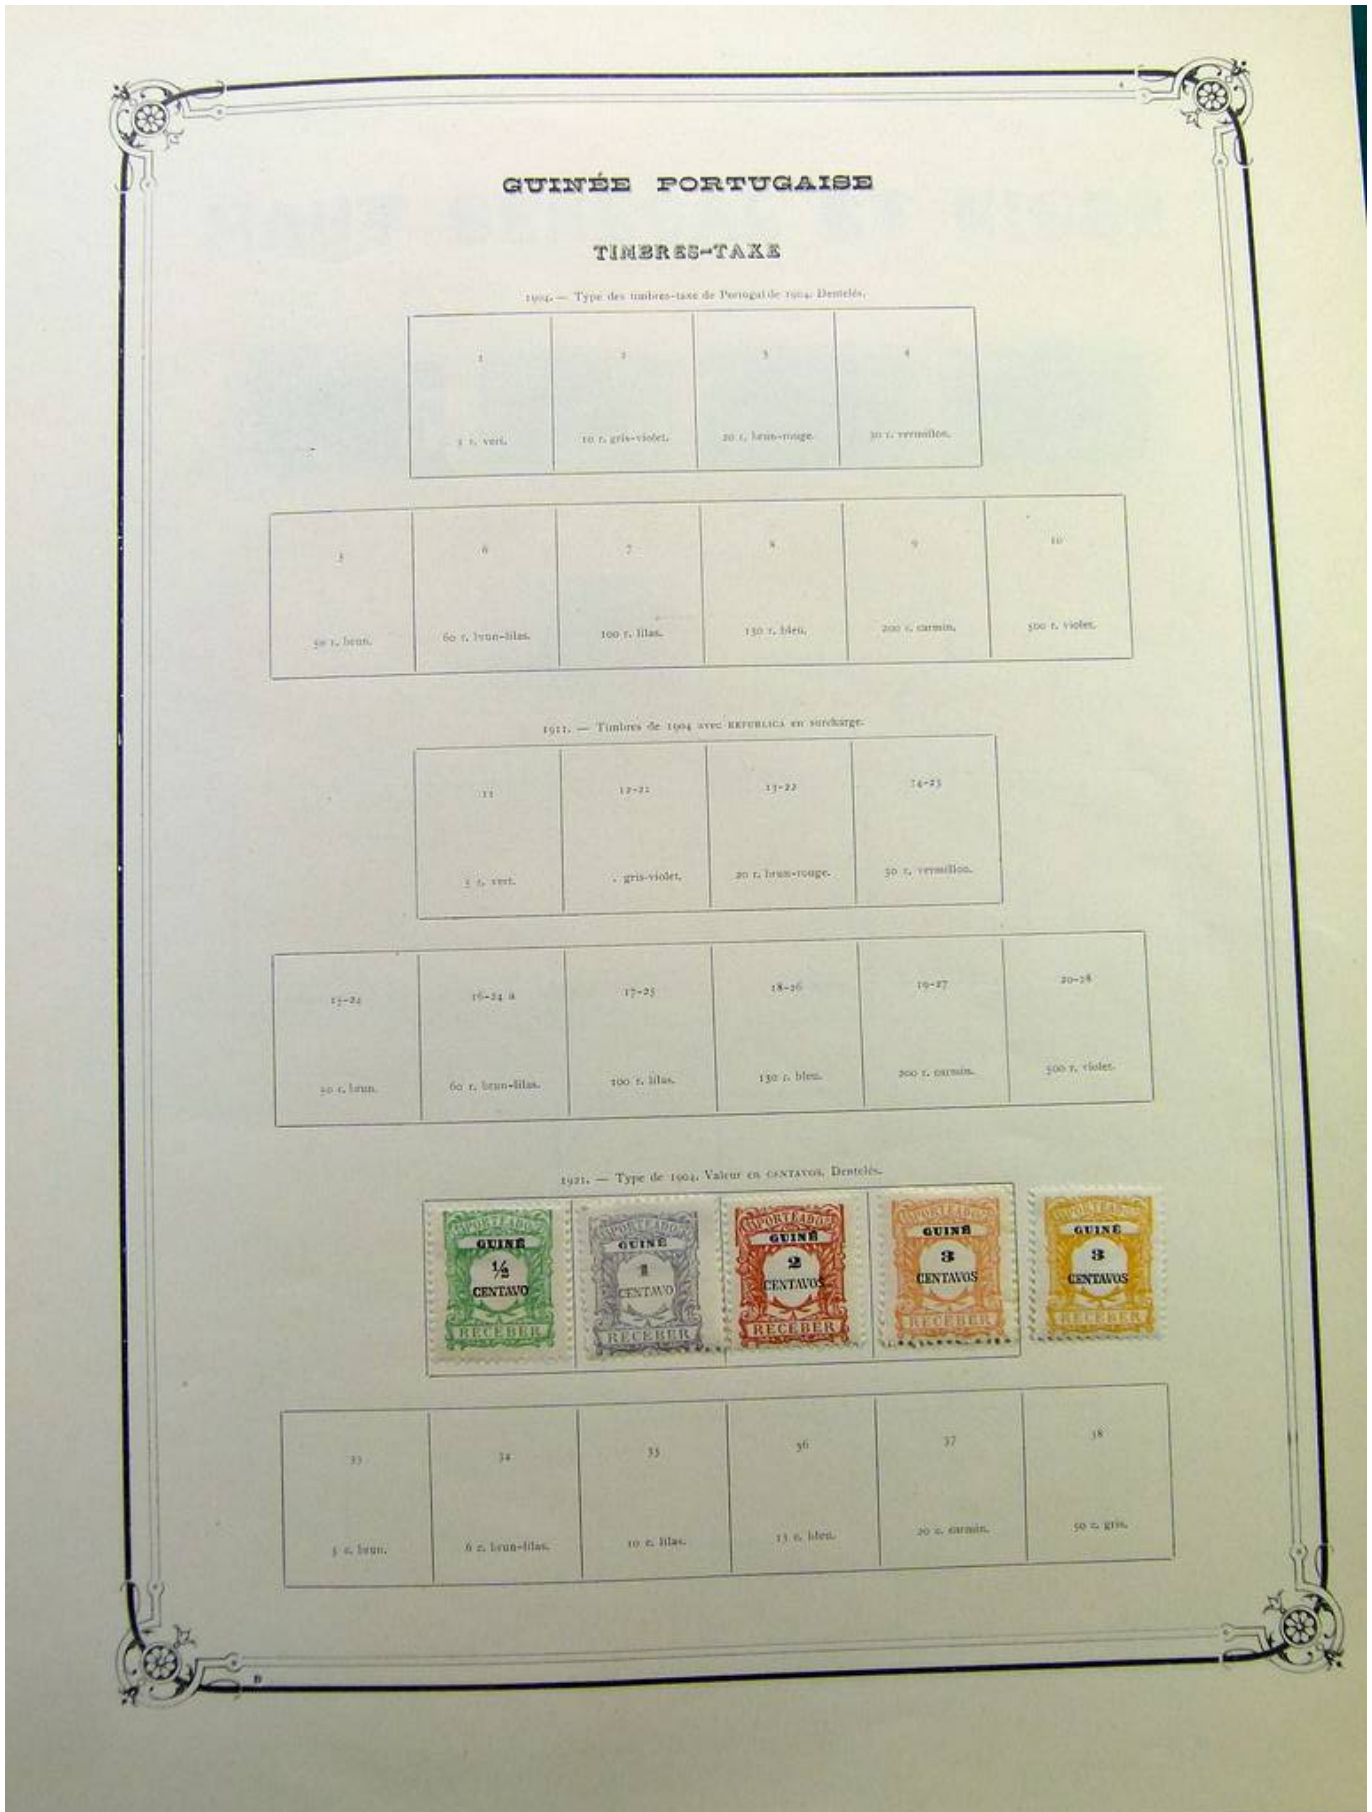 GUINÉE PORTUGAISE
TIMBRES-TAXE
1904. — Type des timbres-taxe de Portugal de 1904. Dentelés.
1 2 3 4
r. vert. 10 r. gris-violet. 20 r. brun-rouge. 30 r. vermillon.
5 6 7 8 9 10
50 r. brun. 60 r. brun-lilas. 100 r. lilas. 130 r. bleu. 200 r. carmin. 500 r. violet.
1911. — Timbres de 1904 avec REPUBLICA en surcharge.
11 12-21 13-22 14-23
5 r. vert. . gris-violet. 20 r. brun-rouge. 30 r. vermillon.
15-24 16-24 a 17-25 18-26 19-27 20-28
50 r. brun. 60 r. brun-lilas. 100 r. lilas. 130 r. bleu. 200 r. carmin. 500 r. violet.
1921. — Type de 1904. Valeur en CENTAVOS. Dentelés.
PORTEADO PORTEADO PORTEADO PORTEADO PORTEADO
GUINÉ GUINÉ GUINÉ GUINÉ GUINÉ
½ 1 2 3 3
CENTAVO CENTAVO CENTAVOS CENTAVOS CENTAVOS
RECEBER RECEBER RECEBER RECEBER RECEBER
33 34 35 36 37 38
5 c. brun. 6 c. brun-lilas. 10 c. lilas. 13 c. bleu. 20 c. carmin. 50 c. gris.